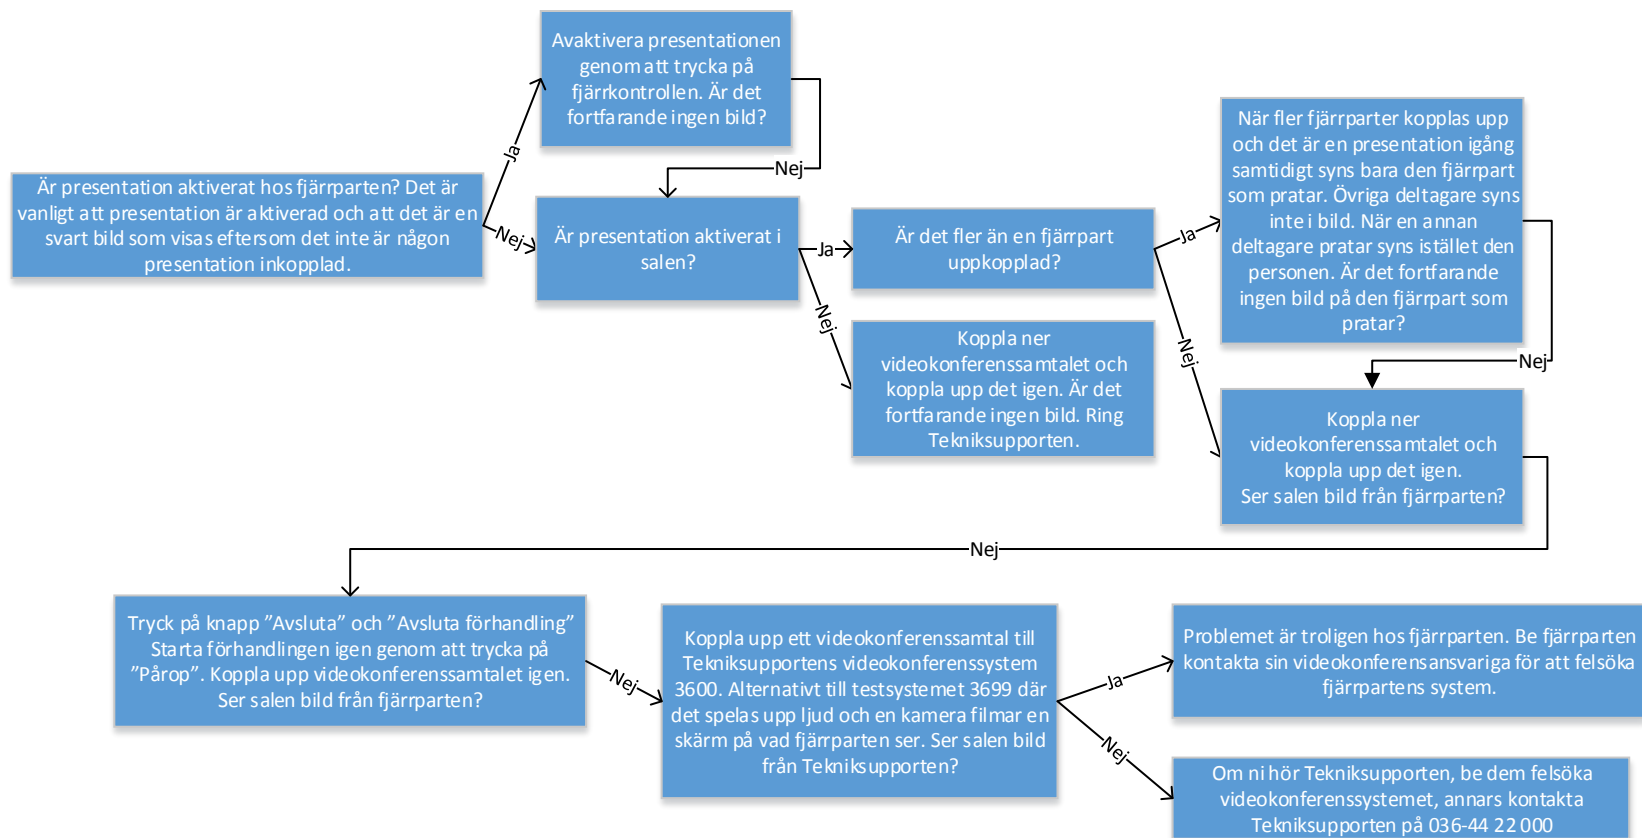 Avaktivera presentationen
genom att trycka på
fjärrkontrollen. Är det
fortfarande ingen bild?
Ja
Nej
Är presentation aktiverat hos fjärrparten? Det är
vanligt att presentation är aktiverad och att det är en
svart bild som visas eftersom det inte är någon
presentation inkopplad.
Nej
Är presentation aktiverat i
salen?
Ja
Är det fler än en fjärrpart
uppkopplad?
Ja
När fler fjärrparter kopplas upp
och det är en presentation igång
samtidigt syns bara den fjärrpart
som pratar. Övriga deltagare syns
inte i bild. När en annan
deltagare pratar syns istället den
personen. Är det fortfarande
ingen bild på den fjärrpart som
pratar?
Nej
Koppla ner
videokonferenssamtalet och
koppla upp det igen. Är det
fortfarande ingen bild. Ring
Tekniksupporten.
Nej
Nej
Koppla ner
videokonferenssamtalet och
koppla upp det igen.
Ser salen bild från fjärrparten?
Nej
Tryck på knapp ”Avsluta” och ”Avsluta förhandling”
Starta förhandlingen igen genom att trycka på
”Pårop”. Koppla upp videokonferenssamtalet igen.
Ser salen bild från fjärrparten?
Nej
Koppla upp ett videokonferenssamtal till
Tekniksupportens videokonferenssystem
3600. Alternativt till testsystemet 3699 där
det spelas upp ljud och en kamera filmar en
skärm på vad fjärrparten ser. Ser salen bild
från Tekniksupporten?
Ja
Problemet är troligen hos fjärrparten. Be fjärrparten
kontakta sin videokonferensansvariga för att felsöka
fjärrpartens system.
Nej
Om ni hör Tekniksupporten, be dem felsöka
videokonferenssystemet, annars kontakta
Tekniksupporten på 036-44 22 000